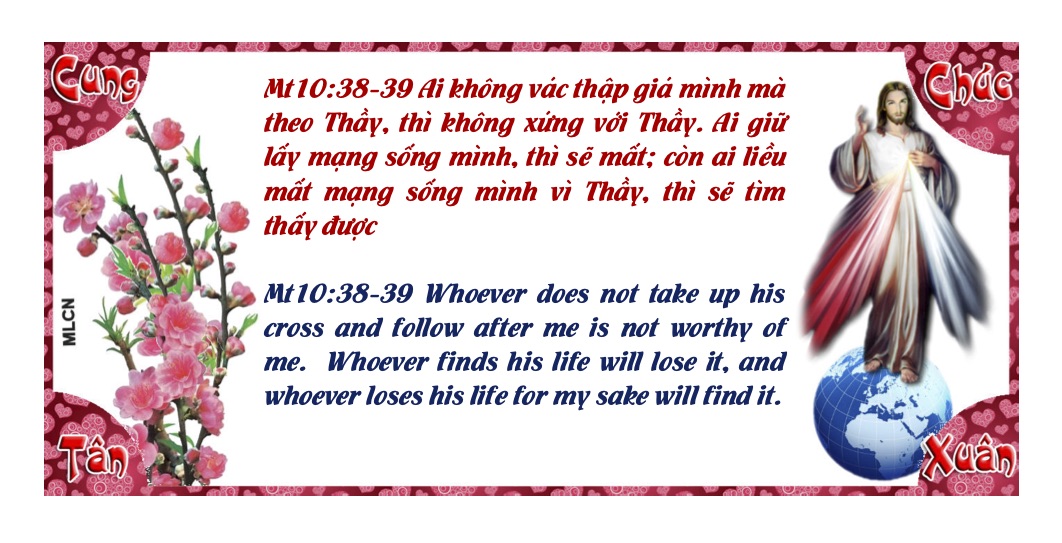 Cung
Chúc
Mt10:38-39 Ai không vác thập giá mình mà
theo Thầy, thì không xứng với Thầy. Ai giữ
lấy mạng sống mình, thì sẽ mất; còn ai liều
mất mạng sống mình vì Thầy, thì sẽ tìm
thấy được
Mt10:38-39 Whoever does not take up his
cross and follow after me is not worthy of
me. Whoever finds his life will lose it, and
whoever loses his life for my sake will find it.
MLCN
Tân
Xuân